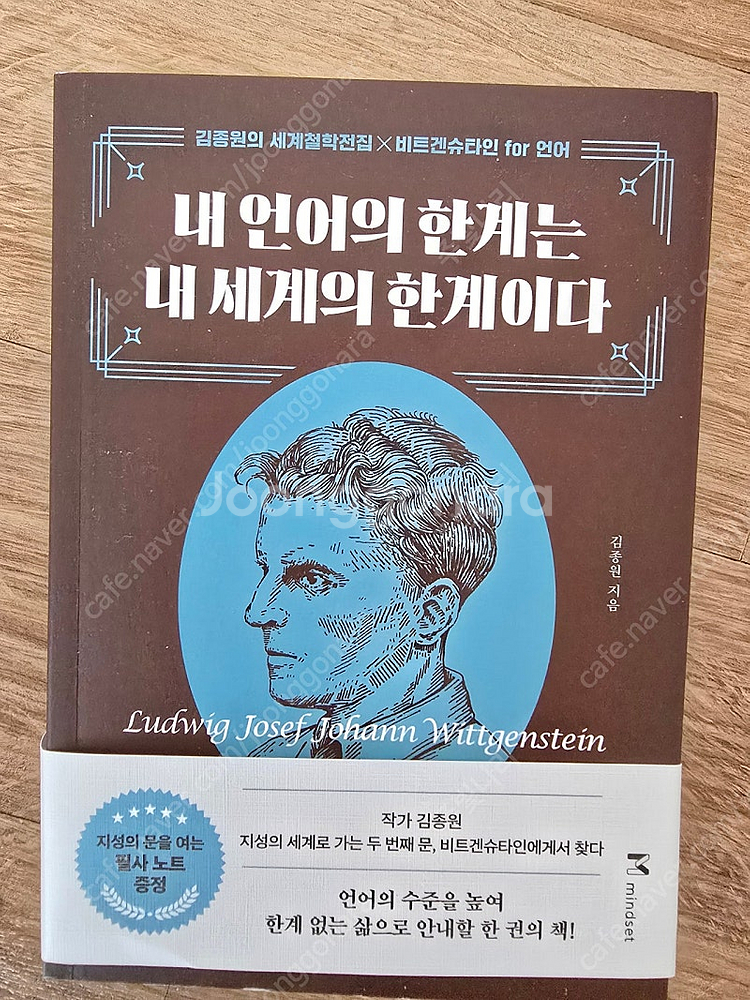 김종원의 세계철학전집×비트겐슈타인 for 언어
내 언어의 한계는
내 세계의 한계이다
김종원 지음
Joonggonara
Ludwig Josef Johann Wittgenstein
지성의 문을 여는
필사 노트
증정
작가 김종원
지성의 세계로 가는 두 번째 문, 비트겐슈타인에게서 찾다
언어의 수준을 높여
한계 없는 삶으로 안내할 한 권의 책!
mindset
cafe.naver.com/joonggonara